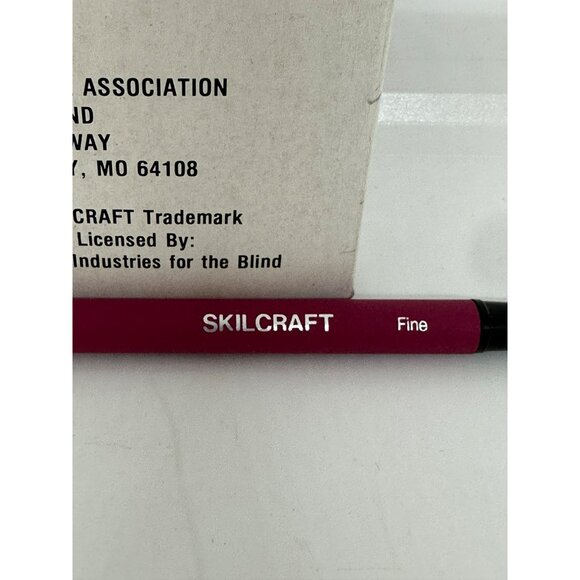 ASSOCIATION
ND
WAY
Y, MO 64108
CRAFT Trademark
Licensed By:
Industries for the Blind
SKILCRAFT Fine